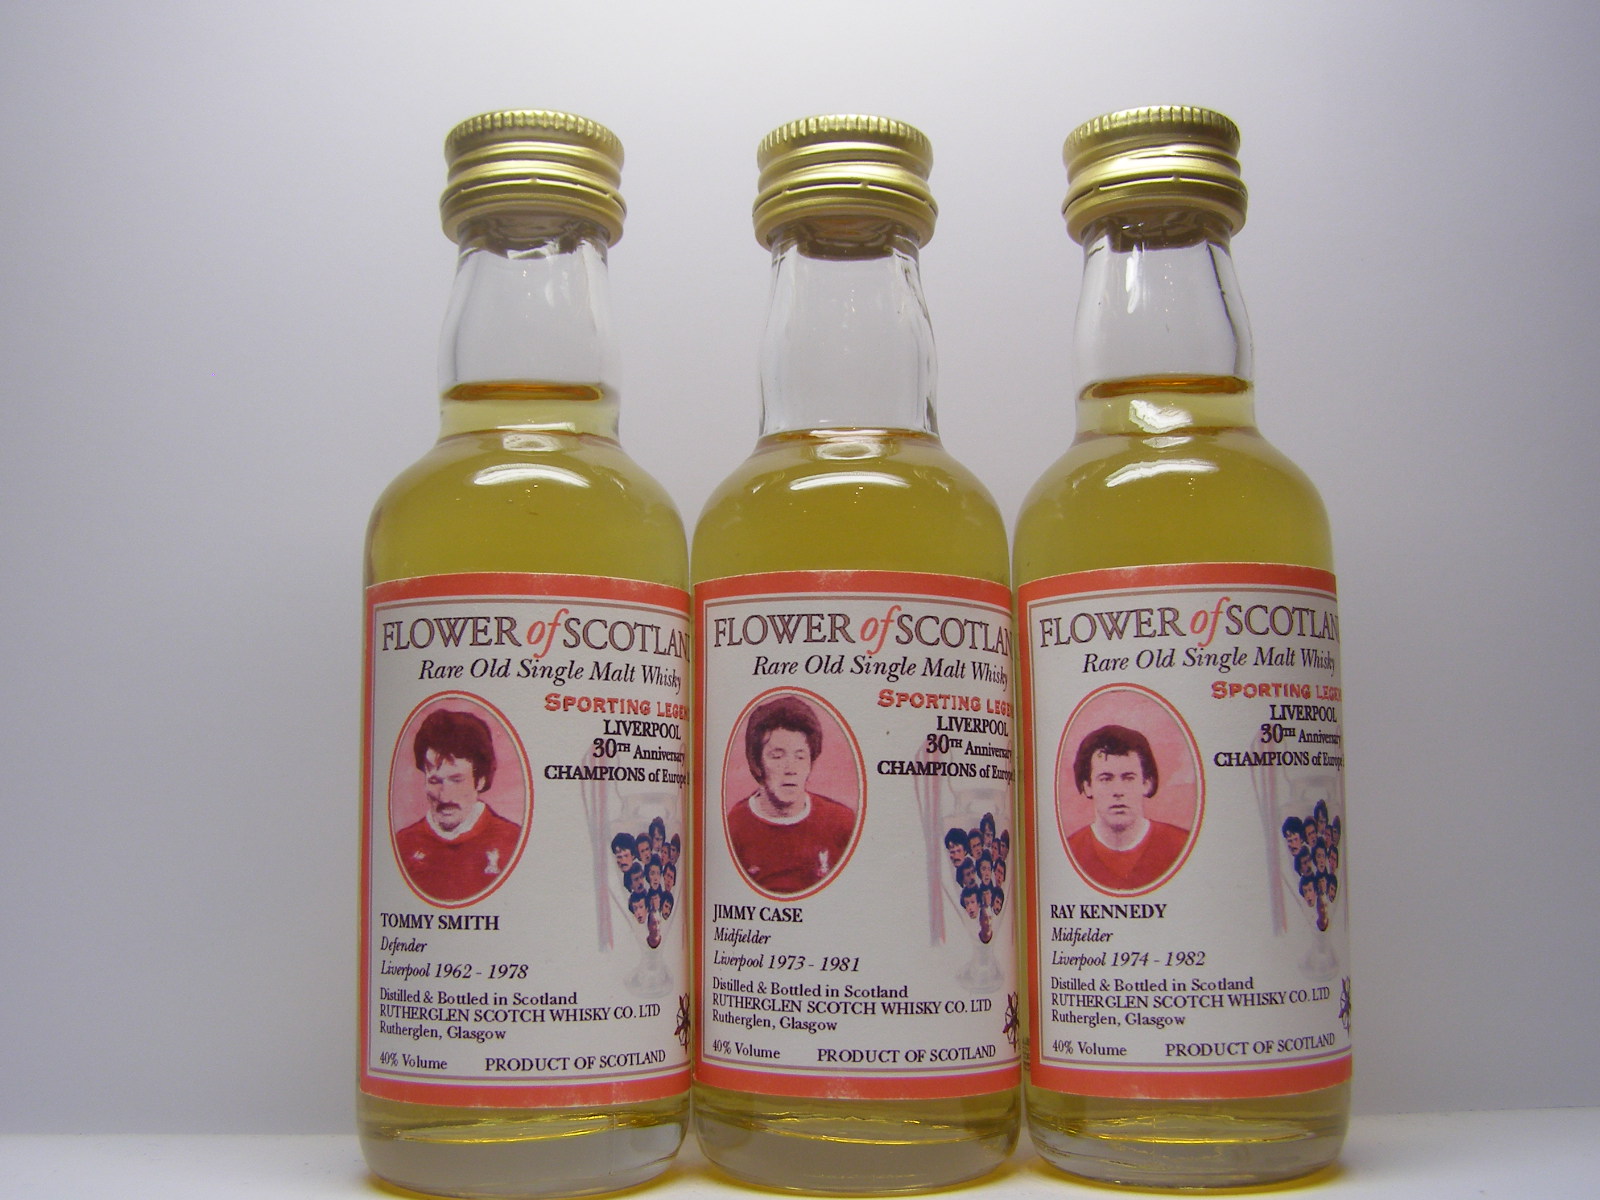 FLOWER of SCOTLAN
Rare Old Single Malt Whisky
SPORTING LEGEN
LIVERPOOL
30TH Anniversary
CHAMPIONS of Europe
TOMMY SMITH
Defender
Liverpool 1962 - 1978
Distilled & Bottled in Scotland
RUTHERGLEN SCOTCH WHISKY CO. LTD
Rutherglen, Glasgow
40% Volume PRODUCT OF SCOTLAND
FLOWER of SCOTLAN
Rare Old Single Malt Whisky
SPORTING LEGE
LIVERPOOL
30TH Anniversary
CHAMPIONS of Europe
JIMMY CASE
Midfielder
Liverpool 1973 - 1981
Distilled & Bottled in Scotland
RUTHERGLEN SCOTCH WHISKY CO. LTD
Rutherglen, Glasgow
40% Volume PRODUCT OF SCOTLAND
FLOWER of SCOTLAN
Rare Old Single Malt Whisky
SPORTING LEGEN
LIVERPOOL
30TH Anniversary
CHAMPIONS of Europe
RAY KENNEDY
Midfielder
Liverpool 1974 - 1982
Distilled & Bottled in Scotland
RUTHERGLEN SCOTCH WHISKY CO. LTD
Rutherglen, Glasgow
40% Volume PRODUCT OF SCOTLAND